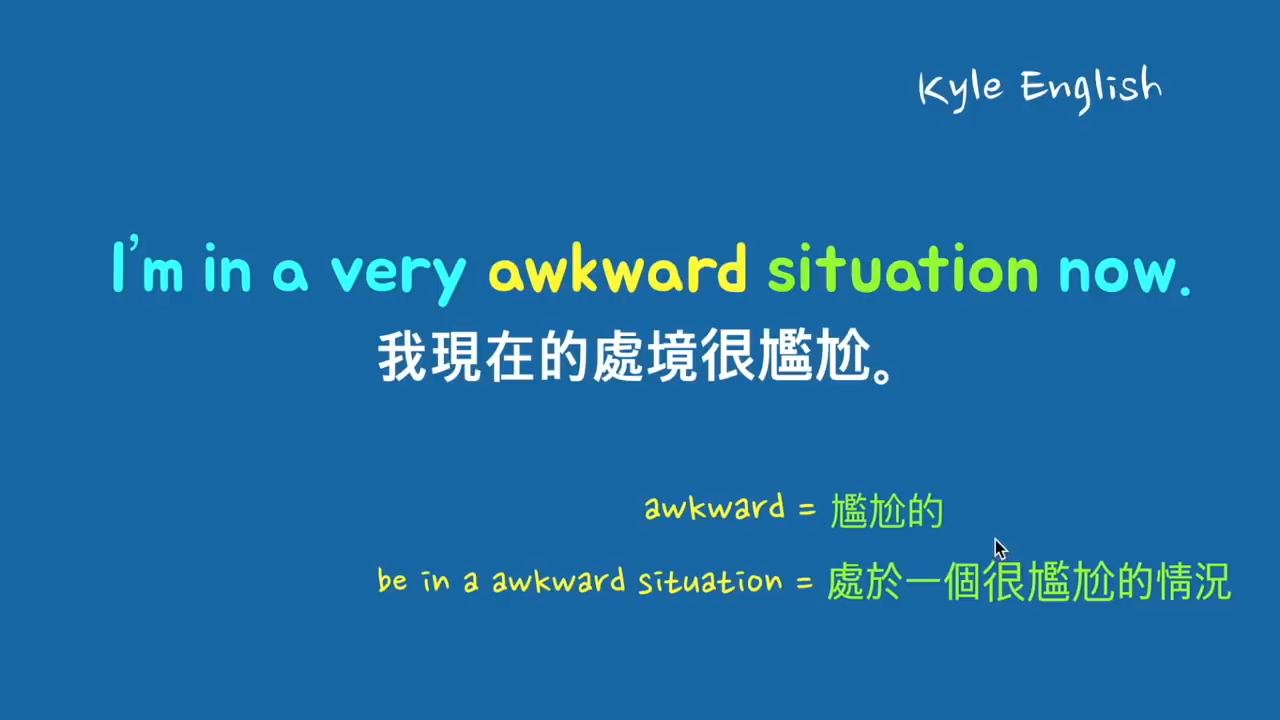 Kyle English
I'm in a very awkward situation now.
我現在的處境很尷尬。
awkward = 尷尬的
be in a awkward situation = 處於一個很尷尬的情況